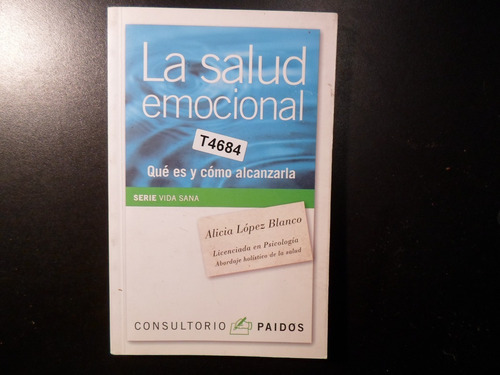 La salud
emocional
T4684
Qué es y cómo alcanzarla
SERIE VIDA SANA
Alicia López Blanco
Licenciada en Psicología
Abordaje holístico de la salud
CONSULTORIO PAIDOS